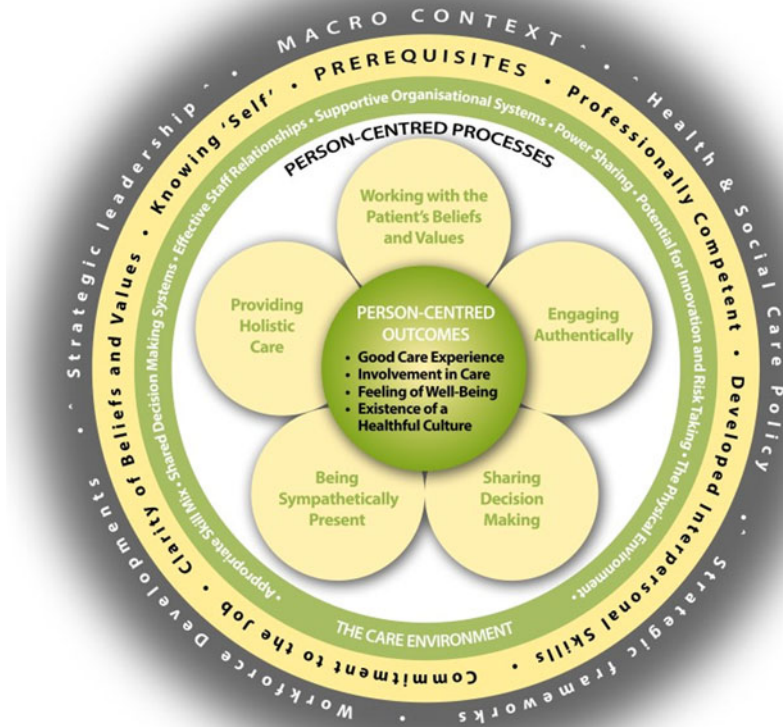 MACRO CONTEXT
• Health & Social Care Policy
• Strategic frameworks
• Workforce Developments
• Strategic leadership •
PREREQUISITES
• Professionally Competent
• Developed Interpersonal Skills
• Commitment to the Job
• Clarity of Beliefs and Values
• Knowing 'Self' •
• Appropriate Skill Mix • Shared Decision Making Systems • Effective Staff Relationships • Supportive Organisational Systems • Power Sharing • Potential for Innovation and Risk Taking • The Physical Environment •
THE CARE ENVIRONMENT
PERSON-CENTRED PROCESSES
Working with the
Patient's Beliefs
and Values
Engaging
Authentically
Sharing
Decision
Making
Being
Sympathetically
Present
Providing
Holistic
Care
PERSON-CENTRED
OUTCOMES
• Good Care Experience
• Involvement in Care
• Feeling of Well-Being
• Existence of a
Healthful Culture